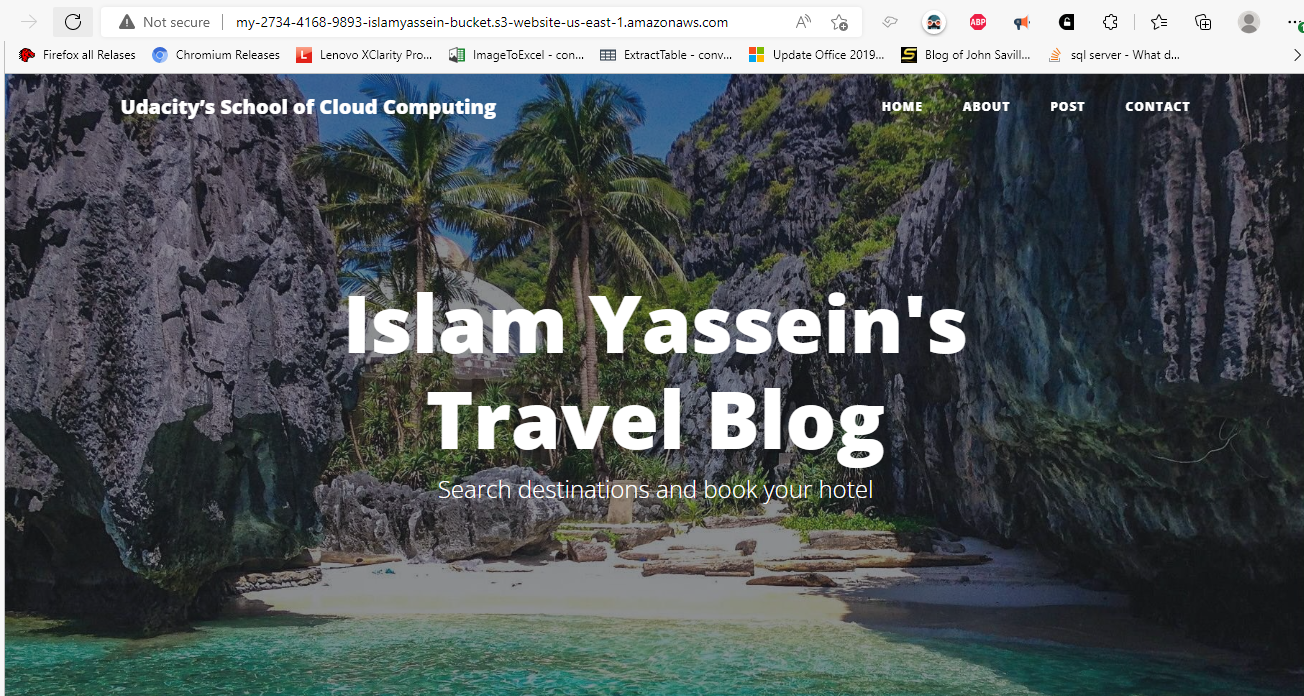 Not secure
my-2734-4168-9893-islamyassein-bucket.s3-website-us-east-1.amazonaws.com
ABP
Firefox all Relases
Chromium Releases
L
Lenovo XClarity Pro...
ImageToExcel - con...
ExtractTable - conv...
Update Office 2019...
S
Blog of John Savill...
sql server - What d...
Udacity’s School of Cloud Computing
HOME
ABOUT
POST
CONTACT
Islam Yassein's
Travel Blog
Search destinations and book your hotel